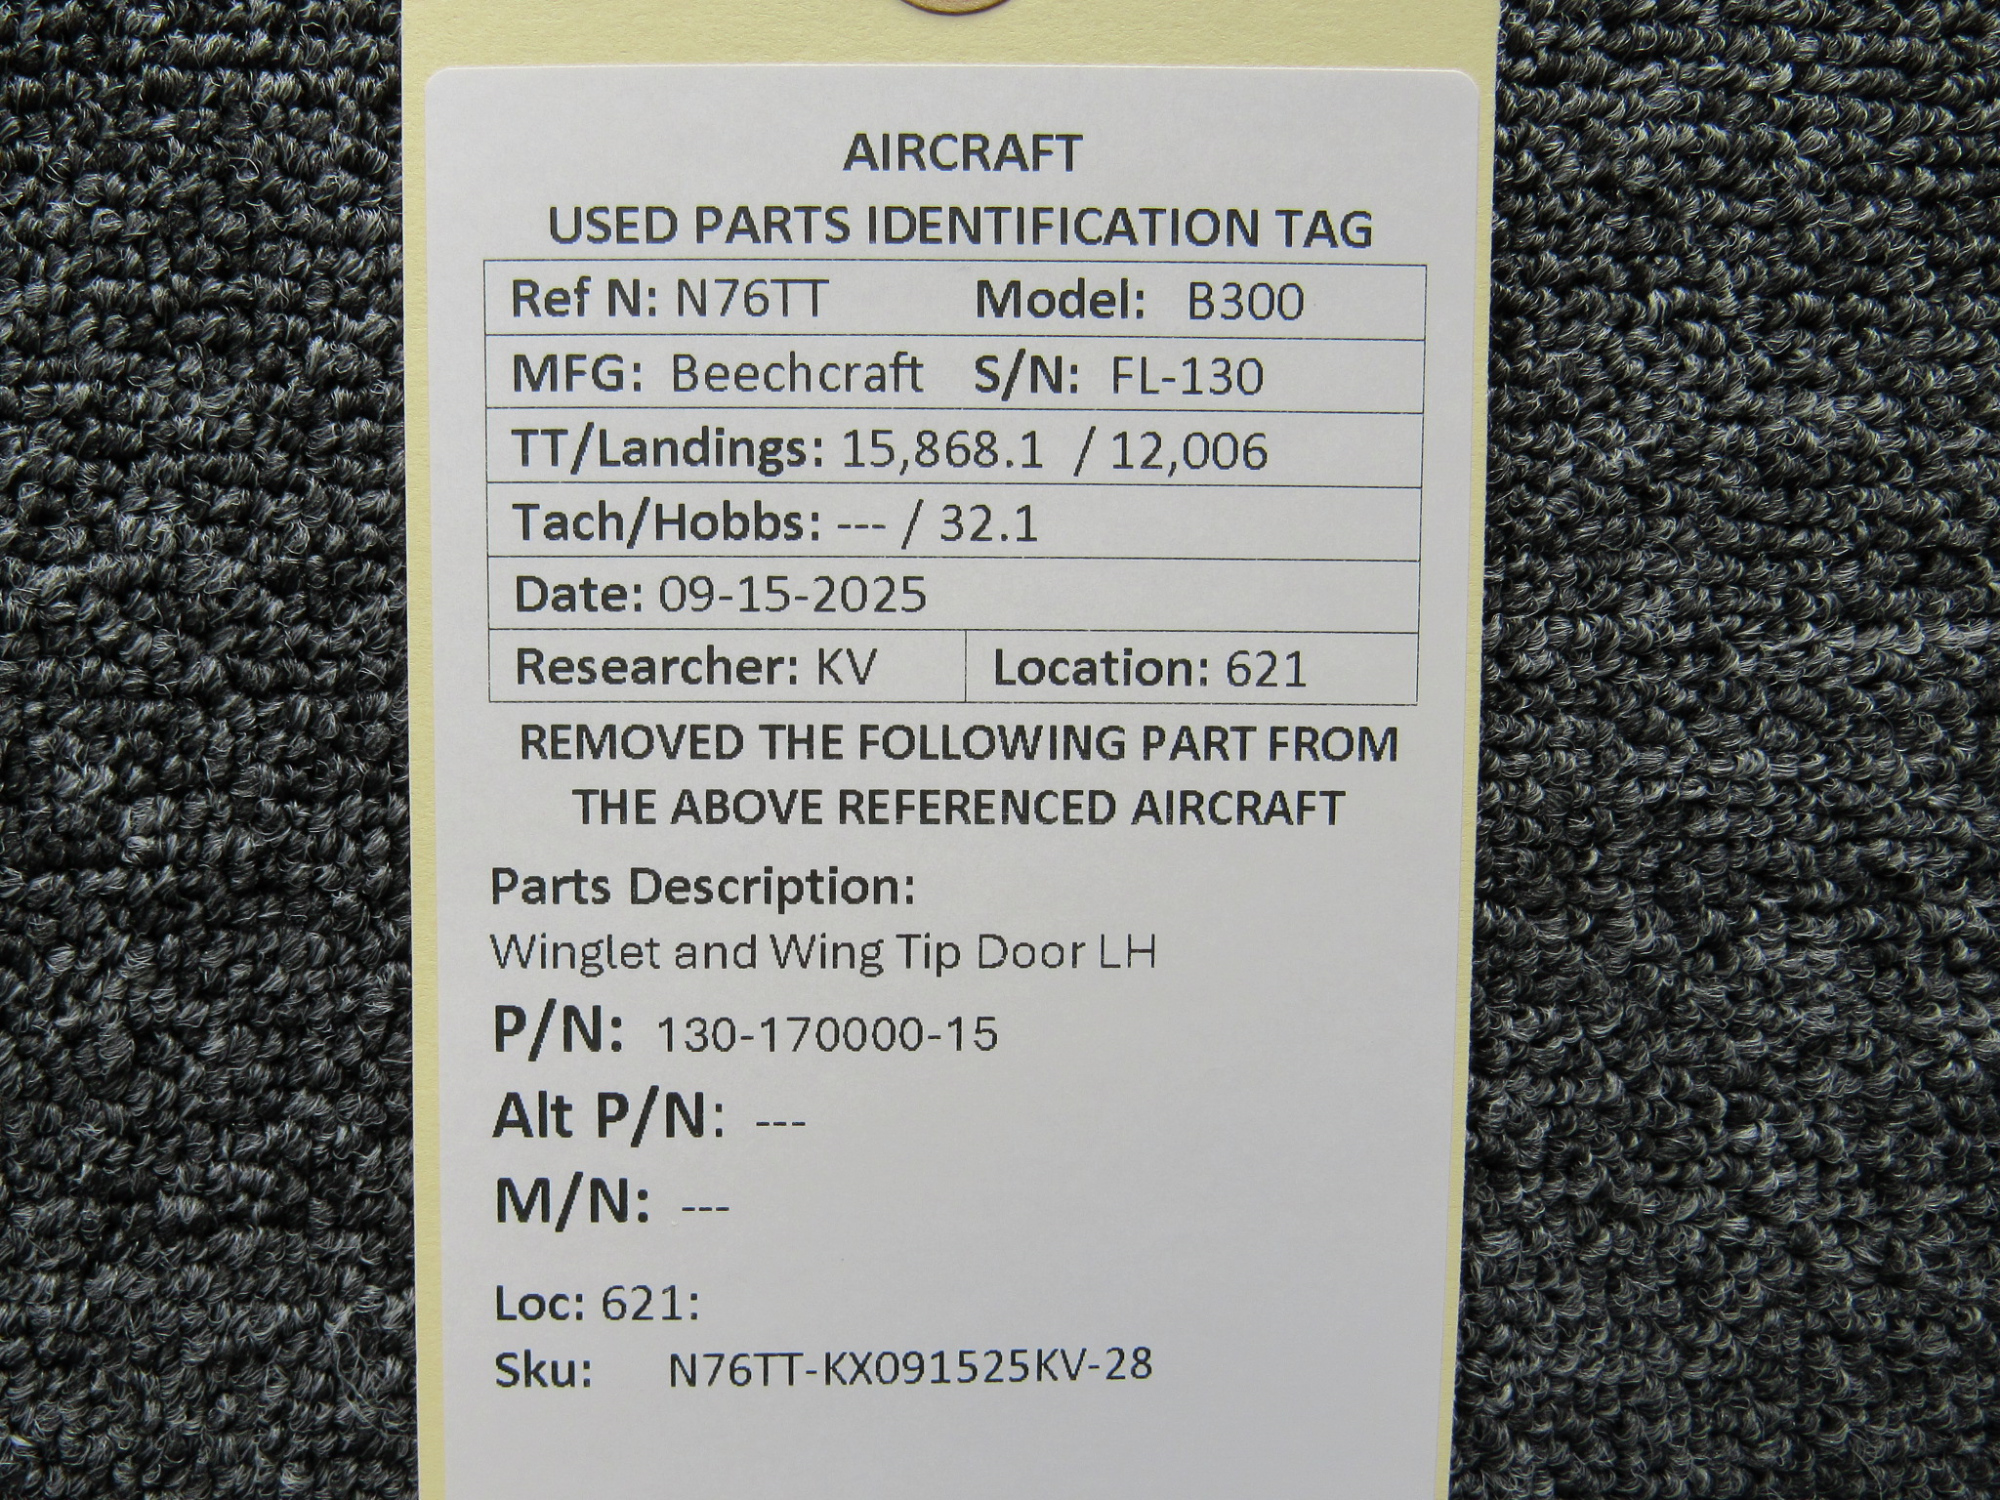 AIRCRAFT
USED PARTS IDENTIFICATION TAG
Ref N: N76TT Model: B300
MFG: Beechcraft S/N: FL-130
TT/Landings: 15,868.1 / 12,006
Tach/Hobbs: --- / 32.1
Date: 09-15-2025
Researcher: KV Location: 621
REMOVED THE FOLLOWING PART FROM
THE ABOVE REFERENCED AIRCRAFT
Parts Description:
Winglet and Wing Tip Door LH
P/N: 130-170000-15
Alt P/N: ---
M/N: ---
Loc: 621:
Sku: N76TT-KX091525KV-28